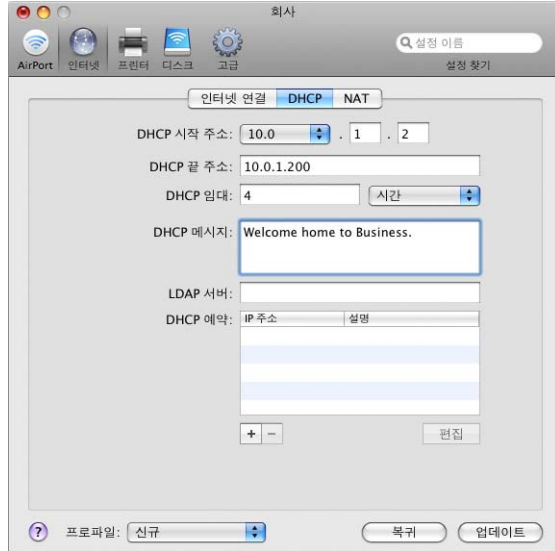 회사
AirPort 인터넷 프린터 디스크 고급
설정 이름
설정 찾기
인터넷 연결 DHCP NAT
DHCP 시작 주소: 10.0 . 1 . 2
DHCP 끝 주소: 10.0.1.200
DHCP 임대: 4 시간
DHCP 메시지: Welcome home to Business.
LDAP 서버:
DHCP 예약: IP 주소 설명
+ − 편집
? 프로파일: 신규 복귀 업데이트